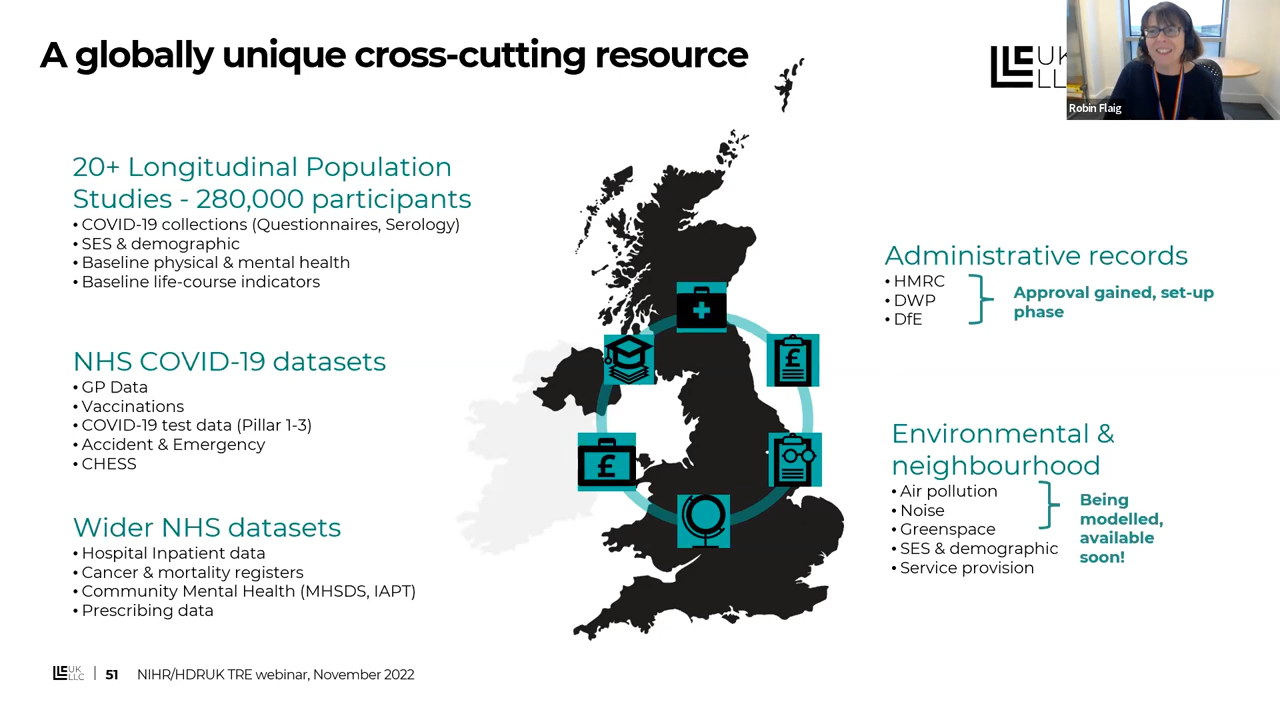 A globally unique cross-cutting resource
UK
LLC
Robin Flaig
20+ Longitudinal Population
Studies - 280,000 participants
• COVID-19 collections (Questionnaires, Serology)
• SES & demographic
• Baseline physical & mental health
• Baseline life-course indicators
NHS COVID-19 datasets
• GP Data
• Vaccinations
• COVID-19 test data (Pillar 1-3)
• Accident & Emergency
• CHESS
Wider NHS datasets
• Hospital Inpatient data
• Cancer & mortality registers
• Community Mental Health (MHSDS, IAPT)
• Prescribing data
£
£
Administrative records
• HMRC
• DWP
• DfE
Approval gained, set-up
phase
Environmental &
neighbourhood
• Air pollution
• Noise
• Greenspace
• SES & demographic
• Service provision
Being
modelled,
available
soon!
UK
LLC
51
NIHR/HDRUK TRE webinar, November 2022